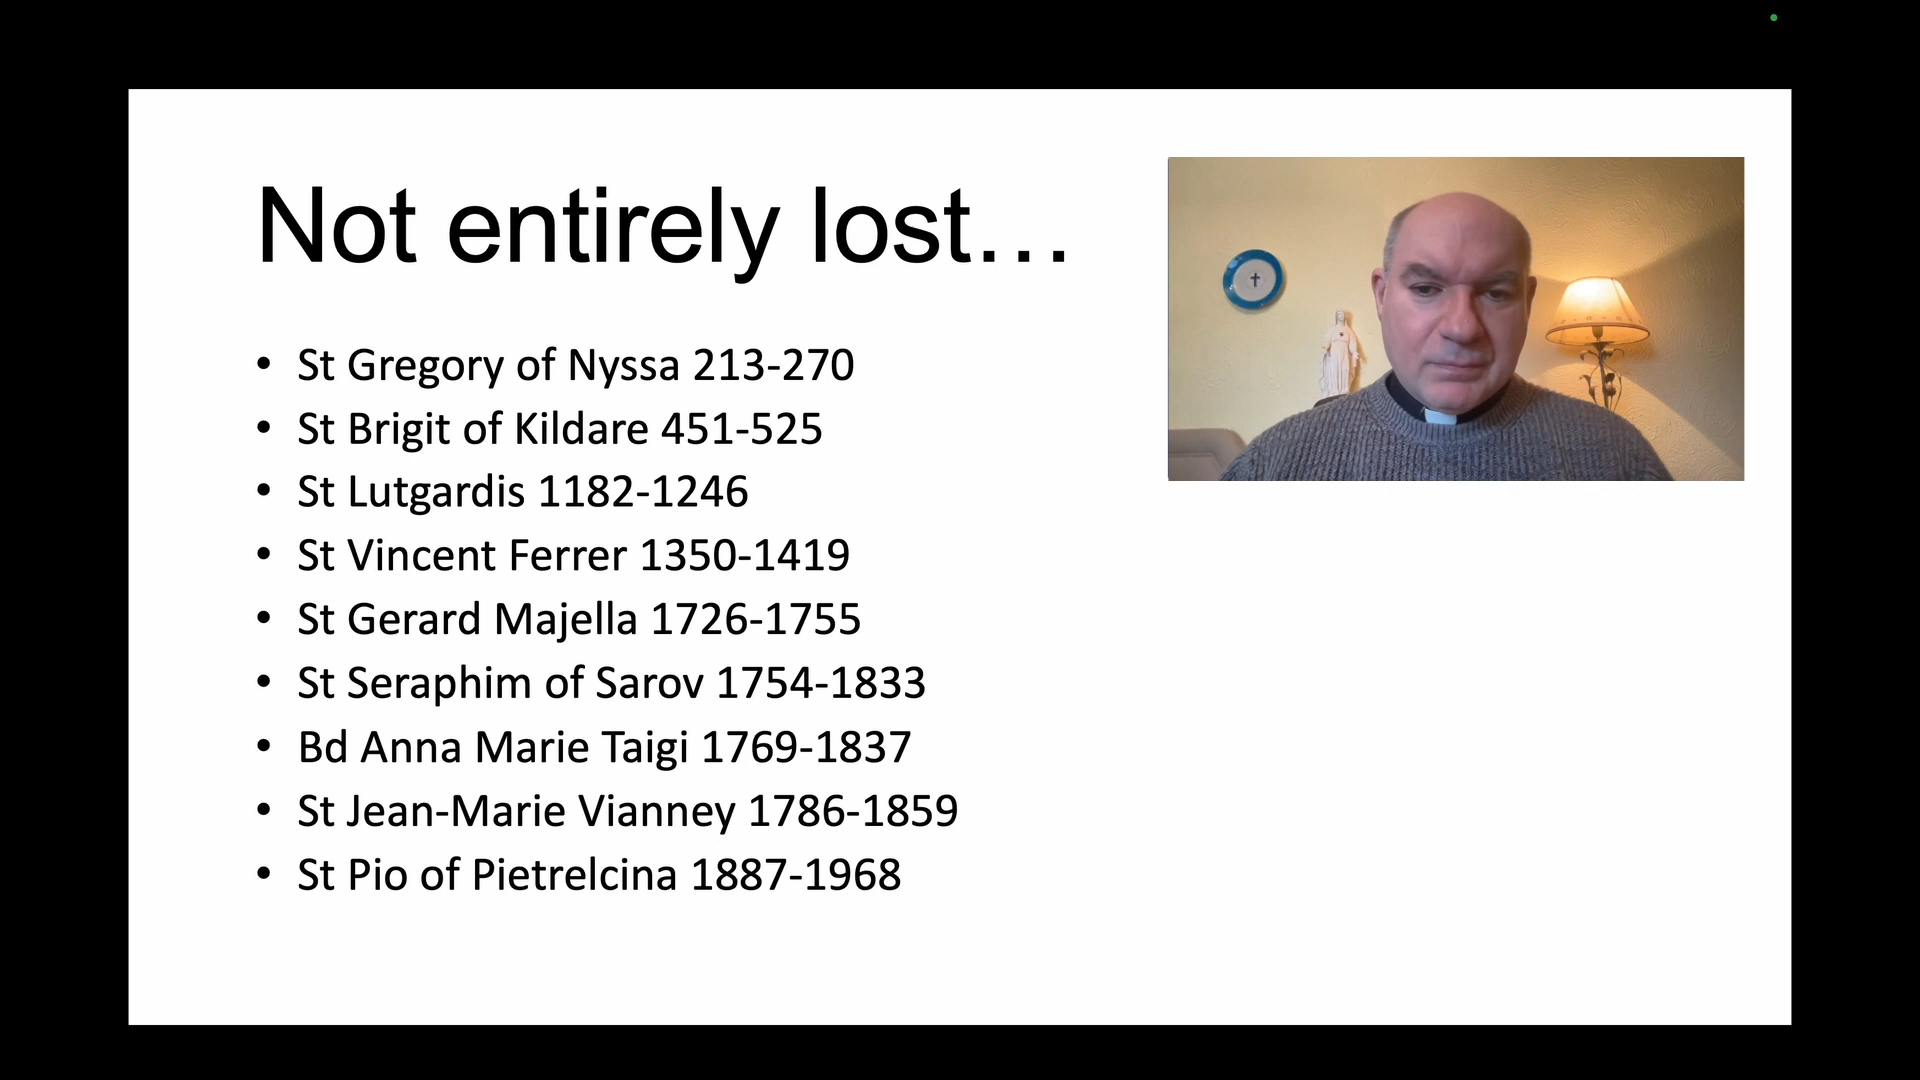 Not entirely lost…
• St Gregory of Nyssa 213-270
• St Brigit of Kildare 451-525
• St Lutgardis 1182-1246
• St Vincent Ferrer 1350-1419
• St Gerard Majella 1726-1755
• St Seraphim of Sarov 1754-1833
• Bd Anna Marie Taigi 1769-1837
• St Jean-Marie Vianney 1786-1859
• St Pio of Pietrelcina 1887-1968